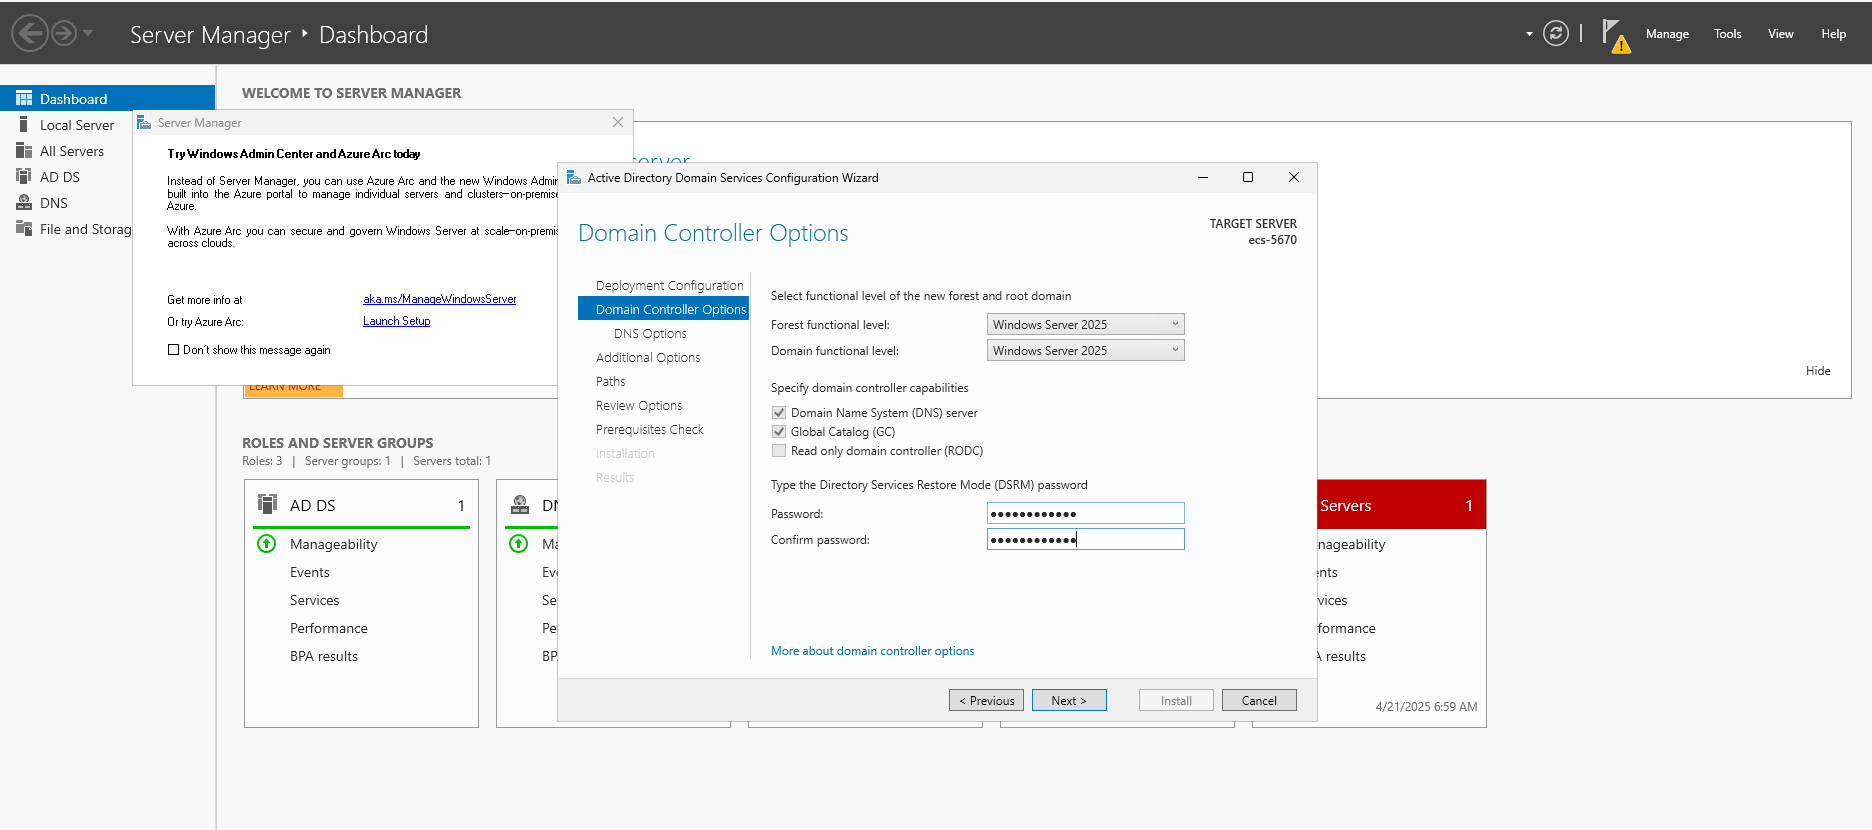 Server Manager ‣ Dashboard
Manage
Tools
View
Help
Dashboard
Local Server
All Servers
AD DS
DNS
File and Storag
WELCOME TO SERVER MANAGER
Server Manager
Try Windows Admin Center and Azure Arc today
Instead of Server Manager, you can use Azure Arc and the new Windows Admin
built into the Azure portal to manage individual servers and clusters—on-premise
Azure.
With Azure Arc you can secure and govern Windows Server at scale—on-premis
across clouds.
Get more info at
aka.ms/ManageWindowsServer
Or try Azure Arc:
Launch Setup
Don't show this message again
LEARN MORE
server
Hide
Active Directory Domain Services Configuration Wizard
Domain Controller Options
TARGET SERVER
ecs-5670
Deployment Configuration
Domain Controller Options
DNS Options
Additional Options
Paths
Review Options
Prerequisites Check
Installation
Results
Select functional level of the new forest and root domain
Forest functional level:
Windows Server 2025
Domain functional level:
Windows Server 2025
Specify domain controller capabilities
Domain Name System (DNS) server
Global Catalog (GC)
Read only domain controller (RODC)
Type the Directory Services Restore Mode (DSRM) password
Password:
●●●●●●●●●●●●
Confirm password:
●●●●●●●●●●●●
More about domain controller options
< Previous
Next >
Install
Cancel
ROLES AND SERVER GROUPS
Roles: 3 | Server groups: 1 | Servers total: 1
AD DS
1
Manageability
Events
Services
Performance
BPA results
DN
Ma
Eve
Se
Pe
BP
Servers
1
nageability
nts
vices
formance
A results
4/21/2025 6:59 AM